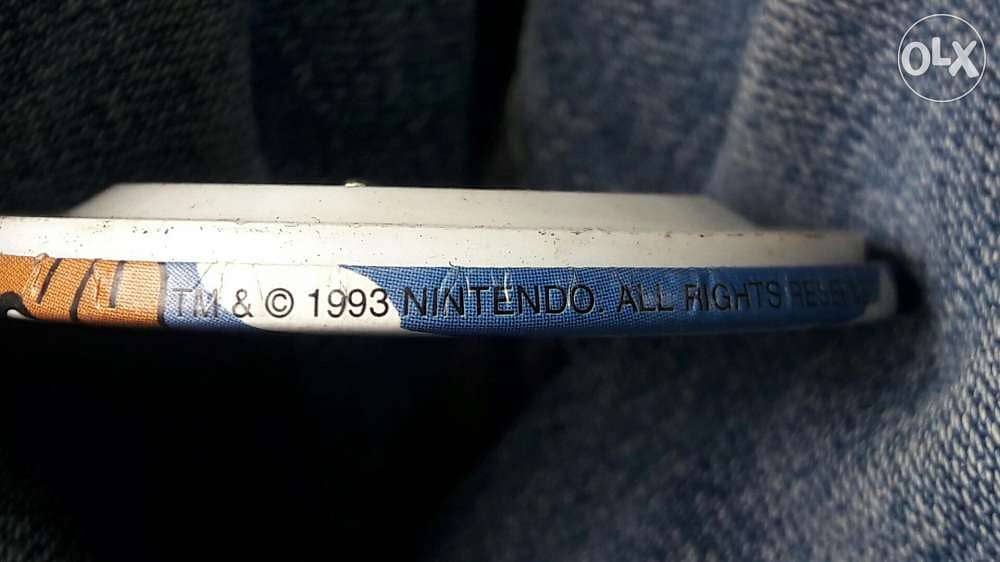 OLX
TM & © 1993 NINTENDO. ALL RIGHTS